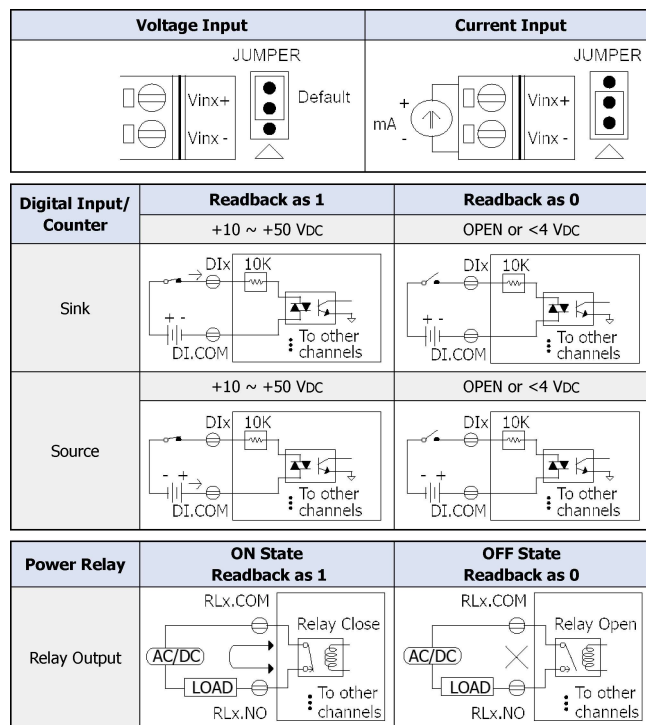 Voltage Input
Current Input
JUMPER
Vinx+
Default
Vinx -
JUMPER
+
mA
-
Vinx+
Vinx -
Digital Input/
Counter
Readback as 1
Readback as 0
+10 ~ +50 VDC
OPEN or <4 VDC
Sink
DIx
10K
+ -
DI.COM
To other
channels
DIx
10K
+ -
DI.COM
To other
channels
+10 ~ +50 VDC
OPEN or <4 VDC
Source
DIx
10K
- +
DI.COM
To other
channels
DIx
10K
- +
DI.COM
To other
channels
Power Relay
ON State
Readback as 1
OFF State
Readback as 0
Relay Output
RLx.COM
Relay Close
AC/DC
LOAD
To other
RLx.NO
channels
RLx.COM
Relay Open
AC/DC
LOAD
To other
RLx.NO
channels